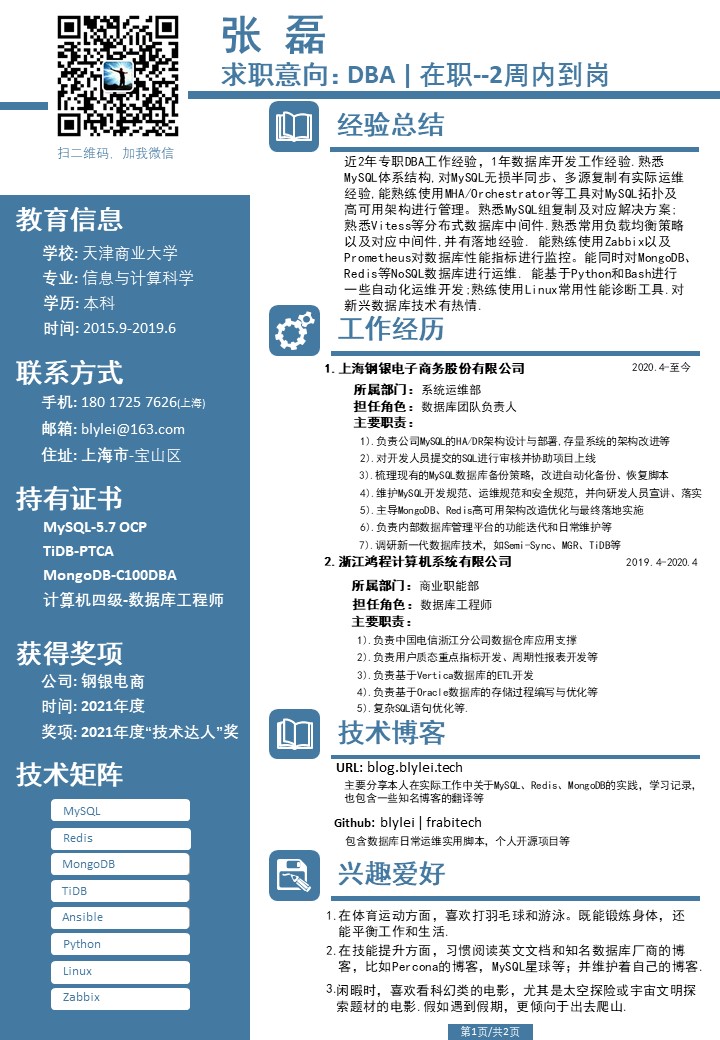 张 磊
求职意向: DBA | 在职--2周内到岗
扫二维码, 加我微信
教育信息
学校: 天津商业大学
专业: 信息与计算科学
学历: 本科
时间: 2015.9-2019.6
联系方式
手机: 180 1725 7626(上海)
邮箱: blylei@163.com
住址: 上海市-宝山区
持有证书
MySQL-5.7 OCP
TiDB-PTCA
MongoDB-C100DBA
计算机四级-数据库工程师
获得奖项
公司: 钢银电商
时间: 2021年度
奖项: 2021年度“技术达人”奖
技术矩阵
MySQL
Redis
MongoDB
TiDB
Ansible
Python
Linux
Zabbix
经验总结
近2年专职DBA工作经验, 1年数据库开发工作经验.熟悉
MySQL体系结构,对MySQL无损半同步、多源复制有实际运维
经验,能熟练使用MHA/Orchestrator等工具对MySQL拓扑及
高可用架构进行管理。熟悉MySQL组复制及对应解决方案;
熟悉Vitess等分布式数据库中间件.熟悉常用负载均衡策略
以及对应中间件,并有落地经验. 能熟练使用Zabbix以及
Prometheus对数据库性能指标进行监控。能同时对MongoDB、
Redis等NoSQL数据库进行运维. 能基于Python和Bash进行
一些自动化运维开发;熟练使用Linux常用性能诊断工具.对
新兴数据库技术有热情.
工作经历
1. 上海钢银电子商务股份有限公司 2020.4-至今
所属部门: 系统运维部
担任角色: 数据库团队负责人
主要职责:
1).负责公司MySQL的HA/DR架构设计与部署,存量系统的架构改进等
2).对开发人员提交的SQL进行审核并协助项目上线
3).梳理现有的MySQL数据库备份策略, 改进自动化备份、恢复脚本
4).维护MySQL开发规范、运维规范和安全规范, 并向研发人员宣讲、落实
5).主导MongoDB、Redis高可用架构改造优化与最终落地实施
6).负责内部数据库管理平台的功能迭代和日常维护等
7).调研新一代数据库技术, 如Semi-Sync、MGR、TiDB等
2. 浙江鸿程计算机系统有限公司 2019.4-2020.4
所属部门: 商业职能部
担任角色: 数据库工程师
主要职责:
1).负责中国电信浙江分公司数据仓库应用支撑
2).负责用户质态重点指标开发、周期性报表开发等
3).负责基于Vertica数据库的ETL开发
4).负责基于Oracle数据库的存储过程编写与优化等
5).复杂SQL语句优化等.
技术博客
URL: blog.blylei.tech
主要分享本人在实际工作中关于MySQL、Redis、MongoDB的实践, 学习记录,
也包含一些知名博客的翻译等
Github: blylei | frabitech
包含数据库日常运维实用脚本, 个人开源项目等
兴趣爱好
1.在体育运动方面, 喜欢打羽毛球和游泳。既能锻炼身体, 还
能平衡工作和生活.
2.在技能提升方面, 习惯阅读英文文档和知名数据库厂商的博
客, 比如Percona的博客, MySQL星球等; 并维护着自己的博客.
3.闲暇时, 喜欢看科幻类的电影, 尤其是太空探险或宇宙文明探
索题材的电影.假如遇到假期, 更倾向于出去爬山.
第1页/共2页